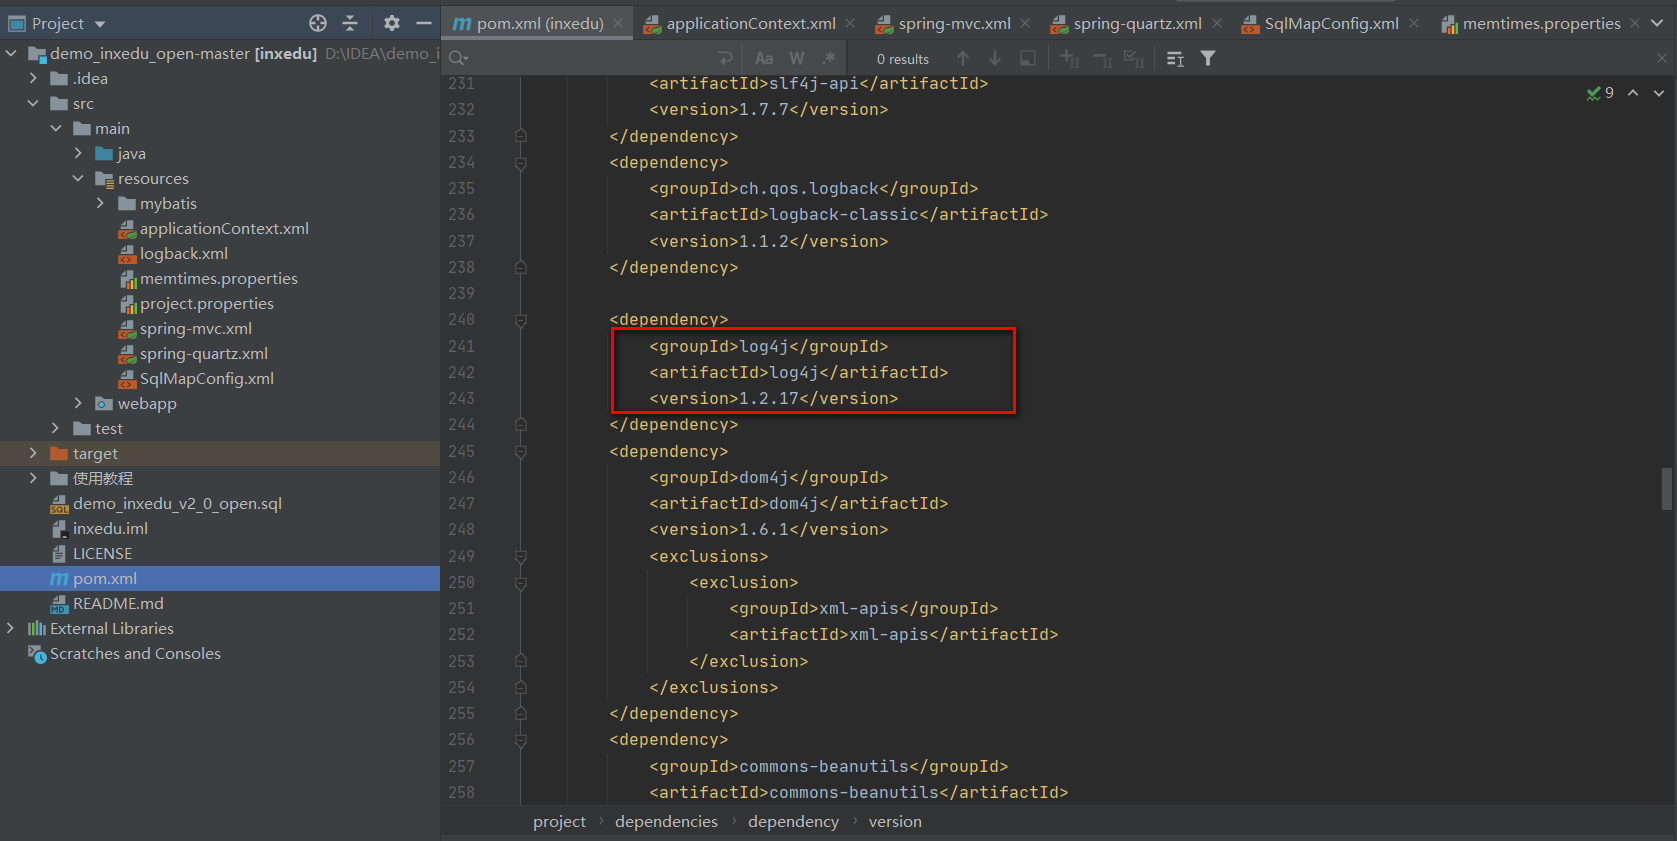 Project
demo_inxedu_open-master [inxedu] D:\IDEA\demo_i
.idea
src
main
java
resources
mybatis
applicationContext.xml
logback.xml
memtimes.properties
project.properties
spring-mvc.xml
spring-quartz.xml
SqlMapConfig.xml
webapp
test
target
使用教程
demo_inxedu_v2_0_open.sql
inxedu.iml
LICENSE
pom.xml
README.md
External Libraries
Scratches and Consoles
pom.xml (inxedu) applicationContext.xml spring-mvc.xml spring-quartz.xml SqlMapConfig.xml memtimes.properties
Aa W .* 0 results
9
231 <artifactId>slf4j-api</artifactId>
232 <version>1.7.7</version>
233 </dependency>
234 <dependency>
235 <groupId>ch.qos.logback</groupId>
236 <artifactId>logback-classic</artifactId>
237 <version>1.1.2</version>
238 </dependency>
239
240 <dependency>
241 <groupId>log4j</groupId>
242 <artifactId>log4j</artifactId>
243 <version>1.2.17</version>
244 </dependency>
245 <dependency>
246 <groupId>dom4j</groupId>
247 <artifactId>dom4j</artifactId>
248 <version>1.6.1</version>
249 <exclusions>
250 <exclusion>
251 <groupId>xml-apis</groupId>
252 <artifactId>xml-apis</artifactId>
253 </exclusion>
254 </exclusions>
255 </dependency>
256 <dependency>
257 <groupId>commons-beanutils</groupId>
258 <artifactId>commons-beanutils</artifactId>
project › dependencies › dependency › version